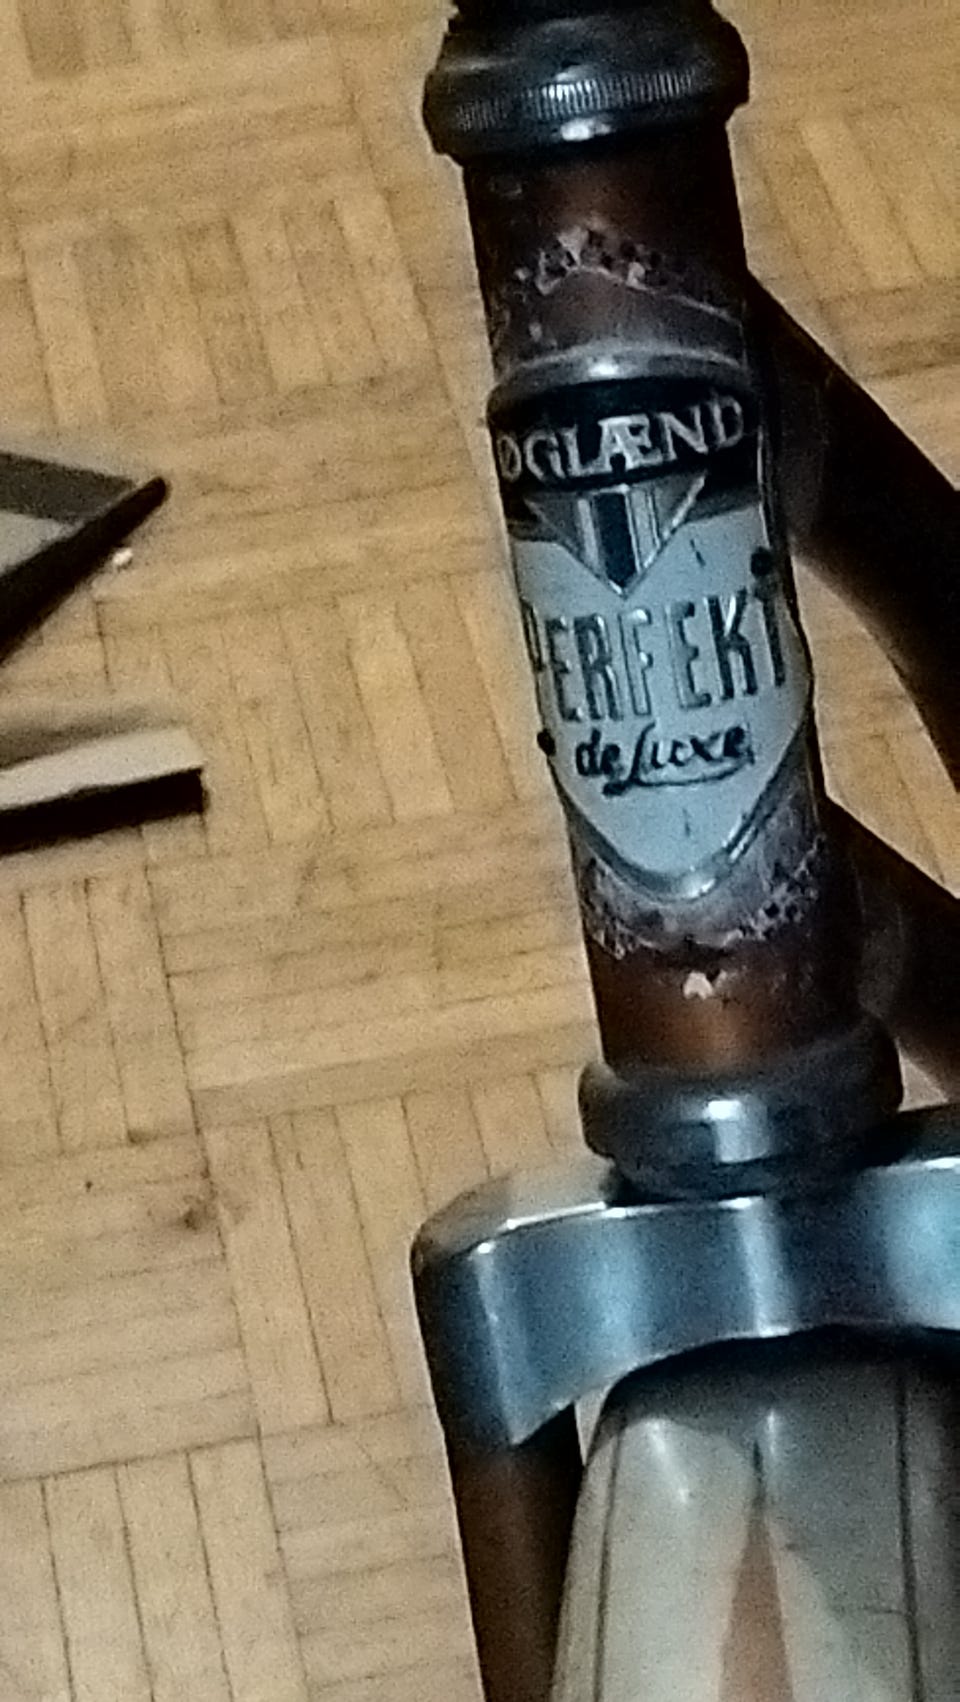 ØGLÆND
PERFEKT
de Luxe